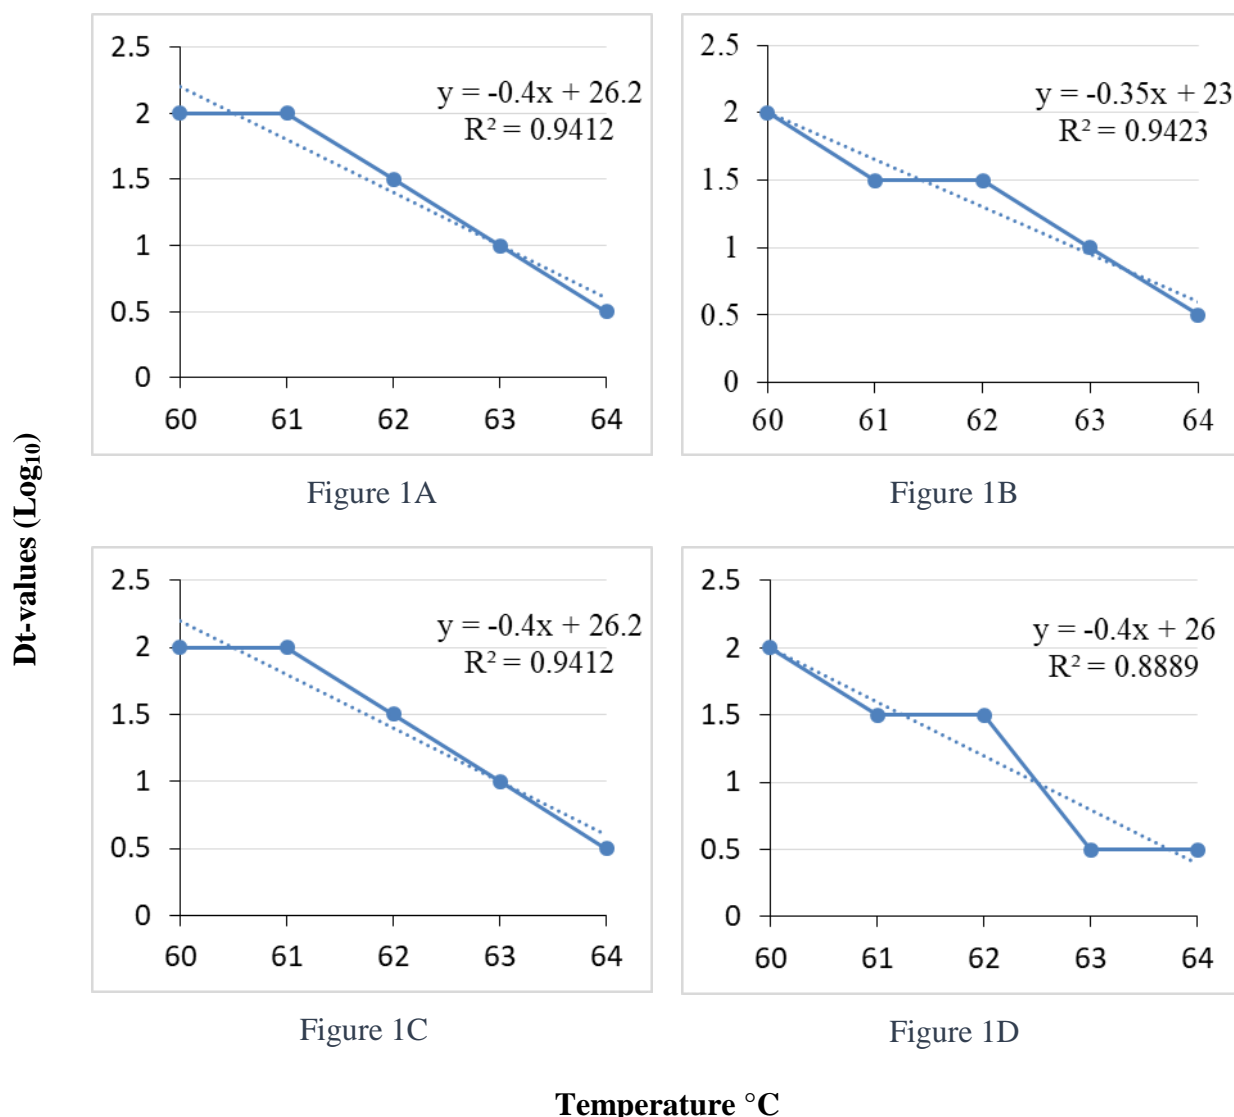 2.5
2
1.5
1
0.5
0
60 61 62 63 64
y = -0.4x + 26.2
R² = 0.9412
Figure 1A
2.5
2
1.5
1
0.5
0
60 61 62 63 64
y = -0.35x + 23
R² = 0.9423
Figure 1B
Dt-values (Log₁₀)
2.5
2
1.5
1
0.5
0
60 61 62 63 64
y = -0.4x + 26.2
R² = 0.9412
Figure 1C
2.5
2
1.5
1
0.5
0
60 61 62 63 64
y = -0.4x + 26
R² = 0.8889
Figure 1D
Temperature °C